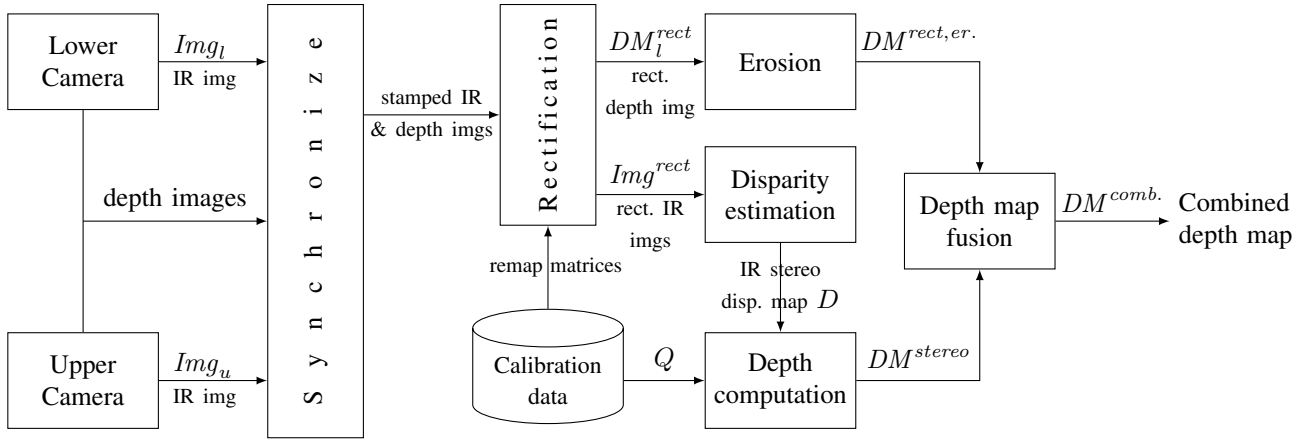 Lower
Camera
Img_l
IR img
depth images
Upper
Camera
Img_u
IR img
Synchronize
stamped IR
& depth imgs
Rectification
remap matrices
Calibration
data
DM_l^{rect}
rect.
depth img
Erosion
DM^{rect,er.}
Img^{rect}
rect. IR
imgs
Disparity
estimation
IR stereo
disp. map D
Q
Depth
computation
DM^{stereo}
Depth map
fusion
DM^{comb.}
Combined
depth map